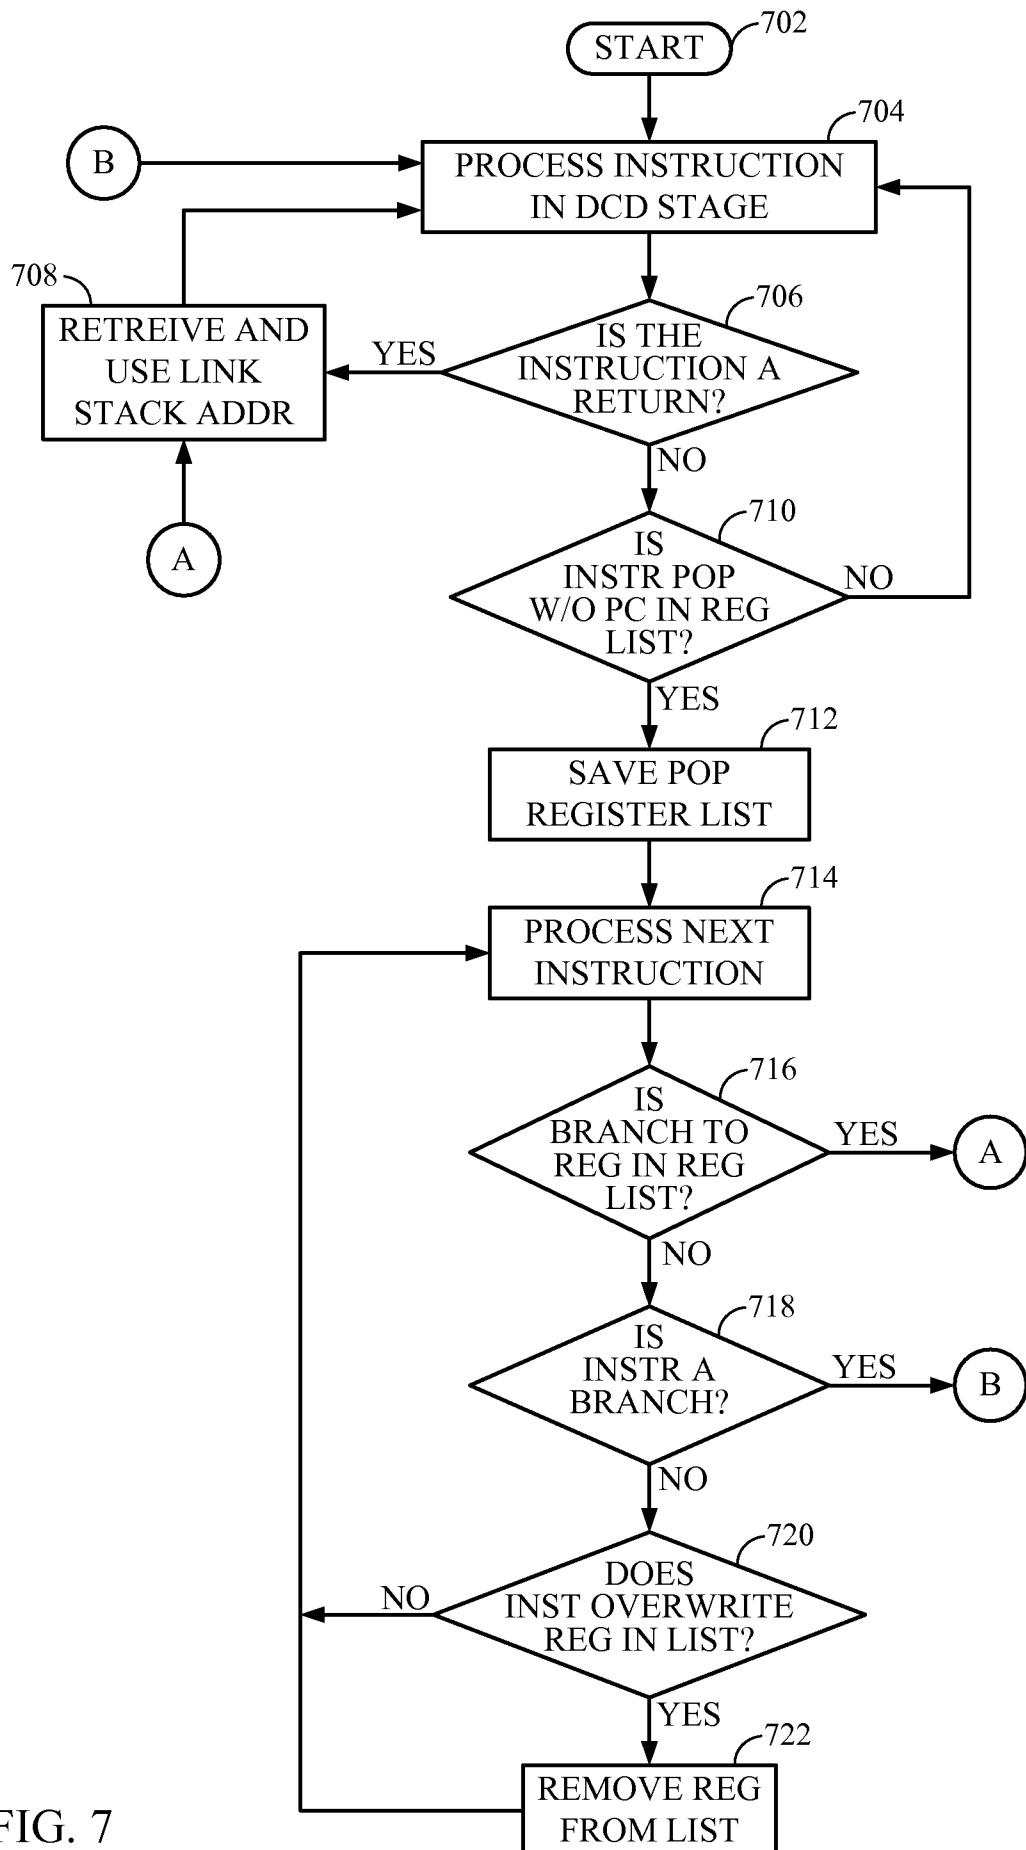 702
START
704
B
PROCESS INSTRUCTION
IN DCD STAGE
708
706
RETREIVE AND
USE LINK
STACK ADDR
YES
IS THE
INSTRUCTION A
RETURN?
NO
A
710
IS
INSTR POP
W/O PC IN REG
LIST?
NO
YES
712
SAVE POP
REGISTER LIST
714
PROCESS NEXT
INSTRUCTION
716
IS
BRANCH TO
REG IN REG
LIST?
YES
A
NO
718
IS
INSTR A
BRANCH?
YES
B
NO
720
DOES
INST OVERWRITE
REG IN LIST?
NO
YES
722
REMOVE REG
FROM LIST
FIG. 7